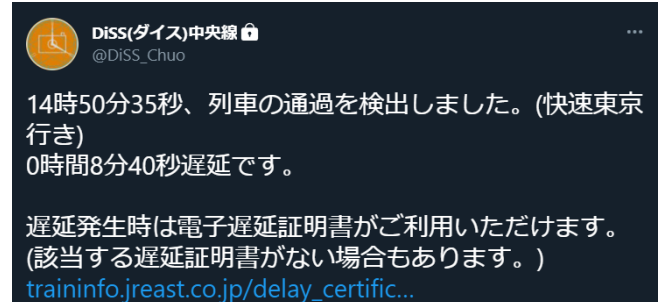 DiSS(ダイス)中央線
@DiSS_Chuo
14時50分35秒、列車の通過を検出しました。(快速東京
行き)
0時間8分40秒遅延です。
遅延発生時は電子遅延証明書がご利用いただけます。
(該当する遅延証明書がない場合もあります。)
traininfo.jreast.co.jp/delay_certific...